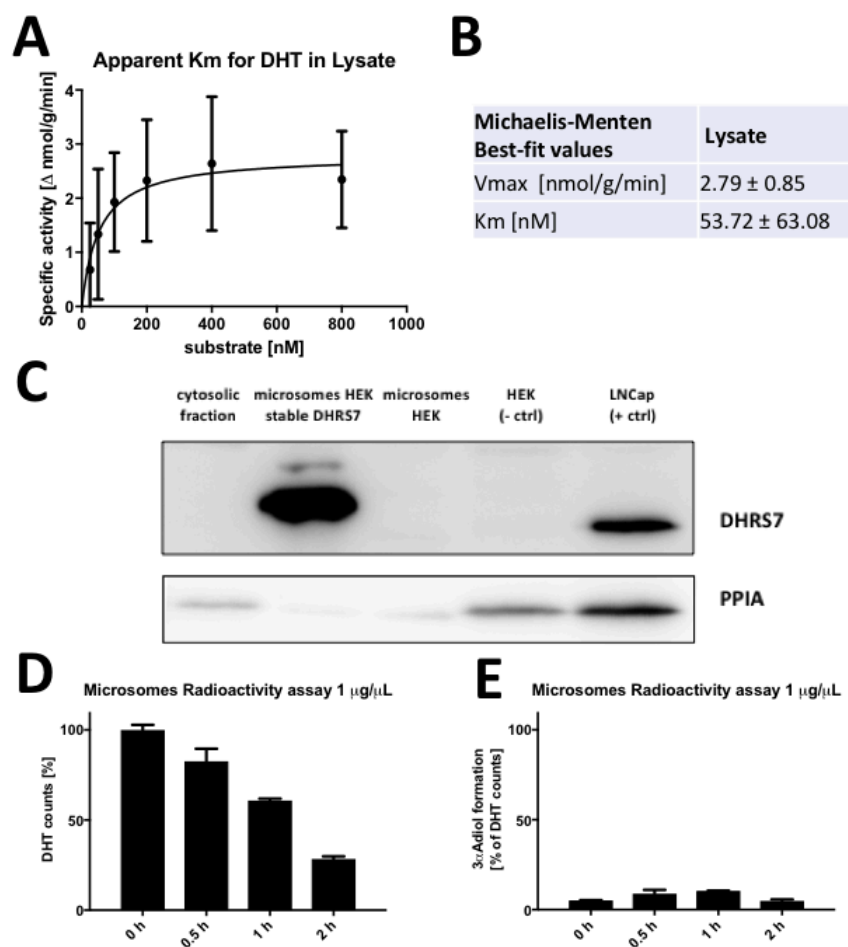 A
Apparent Km for DHT in Lysate
Specific activity [Δ nmol/g/min]
4
3
2
1
0
0 200 400 600 800 1000
substrate [nM]
B
Michaelis-Menten
Best-fit values
Lysate
Vmax [nmol/g/min] 2.79 ± 0.85
Km [nM] 53.72 ± 63.08
C
cytosolic
fraction
microsomes HEK
stable DHRS7
microsomes
HEK
HEK
(- ctrl)
LNCap
(+ ctrl)
DHRS7
PPIA
D
Microsomes Radioactivity assay 1 µg/µL
DHT counts [%]
100
50
0
0 h 0.5 h 1 h 2 h
E
Microsomes Radioactivity assay 1 µg/µL
3αAdiol formation
[% of DHT counts]
100
50
0
0 h 0.5 h 1 h 2 h